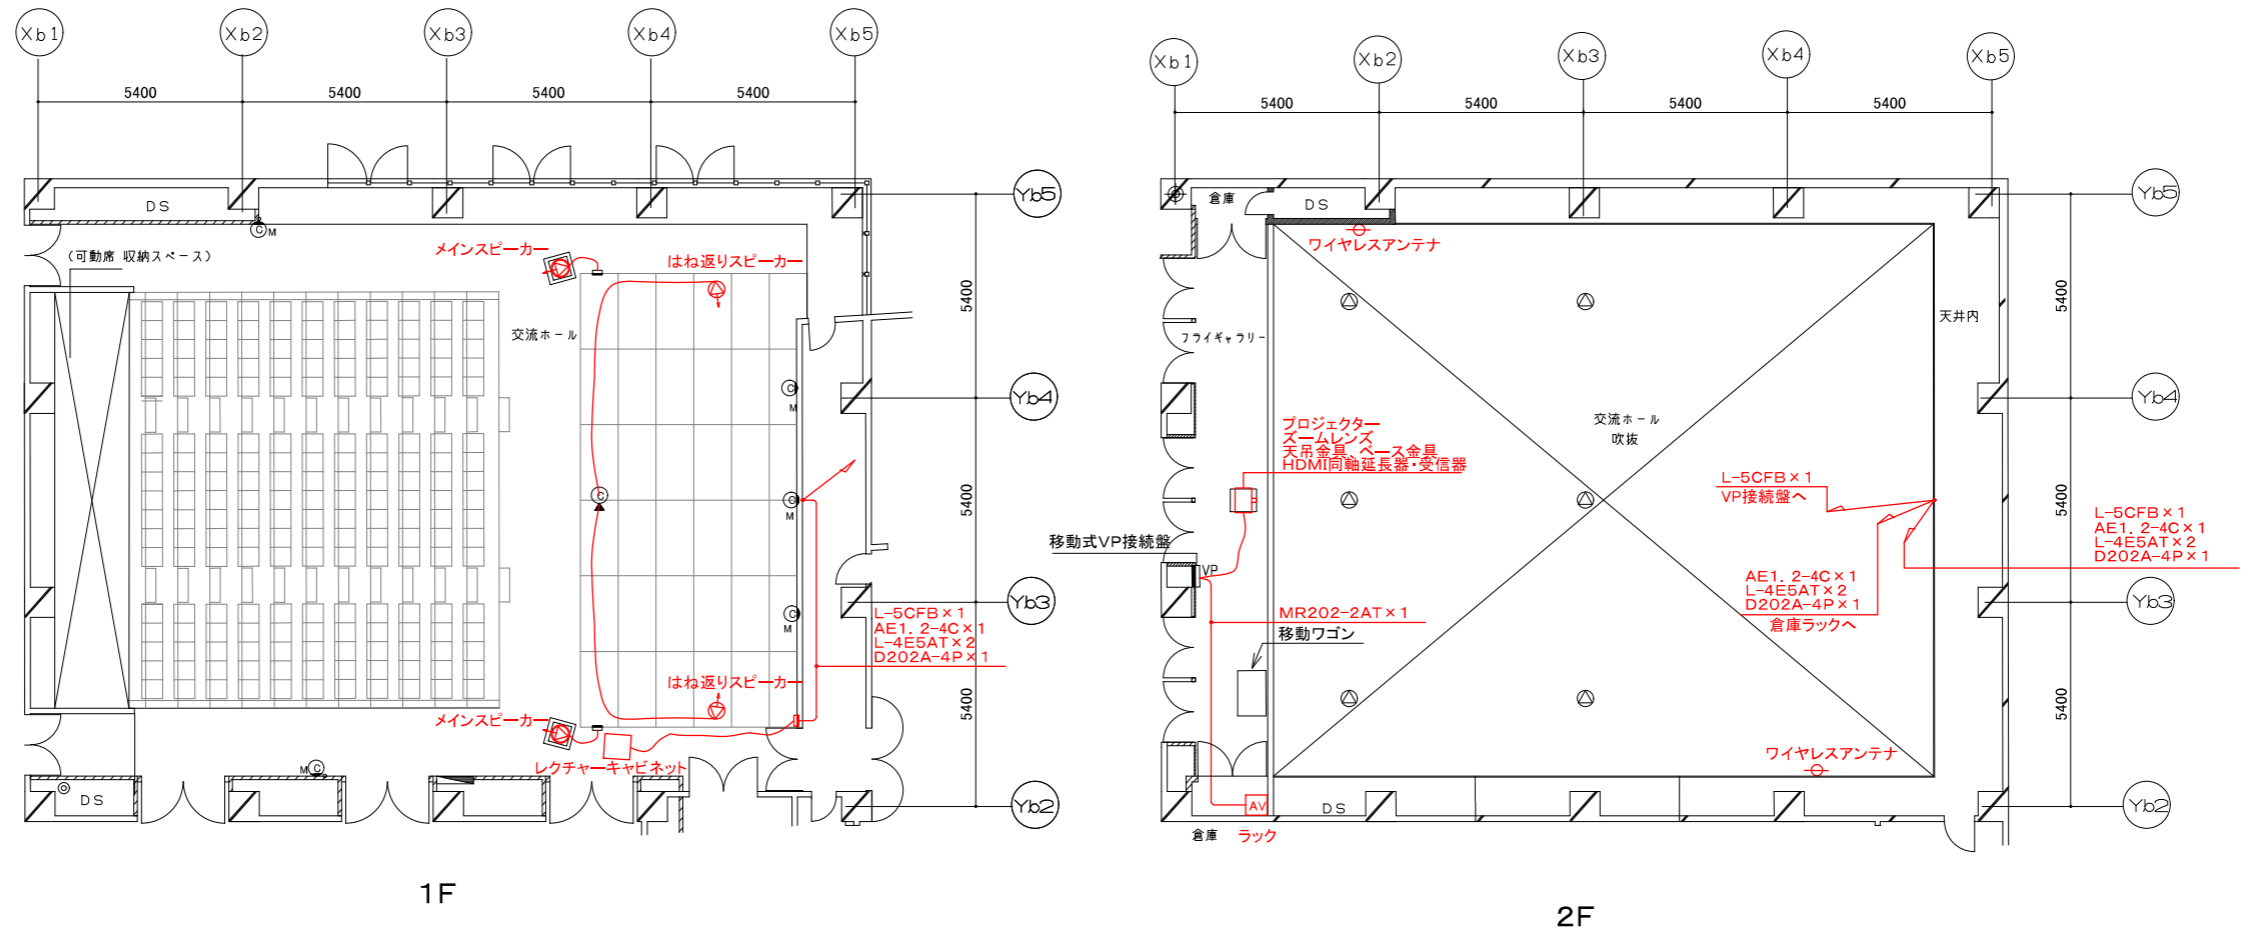 Xb1
Xb2
Xb3
Xb4
Xb5
5400
5400
5400
5400
Yb5
Yb4
Yb3
Yb2
5400
5400
5400
DS
C
M
(可動席 収納スペース)
メインスピーカー
はね返りスピーカー
交流ホール
C
M
C
C
M
C
M
L-5CFB×1
AE1. 2-4C×1
L-4E5AT×2
D202A-4P×1
はね返りスピーカー
メインスピーカー
レクチャーキャビネット
M
C
DS
1F
Xb1
Xb2
Xb3
Xb4
Xb5
5400
5400
5400
5400
Yb5
Yb4
Yb3
Yb2
5400
5400
5400
倉庫
DS
ワイヤレスアンテナ
フライギャラリー
天井内
交流ホール
吹抜
プロジェクター
ズームレンズ
天吊金具、ベース金具
HDMI同軸延長器・受信器
L-5CFB×1
VP接続盤へ
L-5CFB×1
AE1. 2-4C×1
L-4E5AT×2
D202A-4P×1
移動式VP接続盤
VP
AE1. 2-4C×1
L-4E5AT×2
D202A-4P×1
倉庫ラックへ
MR202-2AT×1
移動ワゴン
ワイヤレスアンテナ
AV
DS
倉庫
ラック
2F